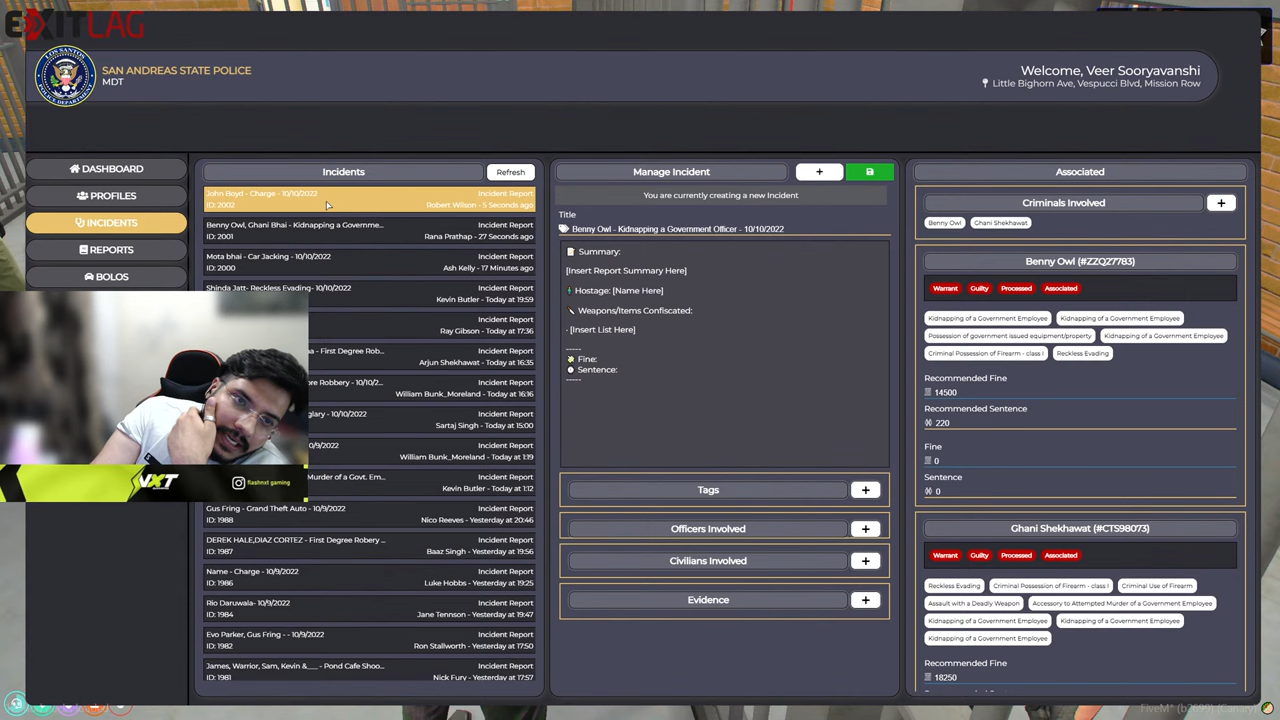 EXITLAG
LOS SANTOS
POLICE DEPARTMENT
SAN ANDREAS STATE POLICE
MDT
Welcome, Veer Sooryavanshi
Little Bighorn Ave, Vespucci Blvd, Mission Row
DASHBOARD
PROFILES
INCIDENTS
REPORTS
BOLOS
Incidents
Refresh
John Boyd - Charge - 10/10/2022
Incident Report
ID: 2002
Robert Wilson - 5 Seconds ago
Benny Owl, Ghani Bhai - Kidnapping a Governme...
Incident Report
ID: 2001
Rana Prathap - 27 Seconds ago
Mota bhai - Car Jacking - 10/10/2022
Incident Report
ID: 2000
Ash Kelly - 17 Minutes ago
Shinda Jatt- Reckless Evading- 10/10/2022
Incident Report
Kevin Butler - Today at 19:59
Incident Report
Ray Gibson - Today at 17:36
a - First Degree Rob...
Incident Report
Arjun Shekhawat - Today at 16:35
ore Robbery - 10/10/2...
Incident Report
William Bunk_Moreland - Today at 16:16
glary - 10/10/2022
Incident Report
Sartaj Singh - Today at 15:00
10/9/2022
Incident Report
William Bunk_Moreland - Today at 1:19
Murder of a Govt. Em...
Incident Report
Kevin Butler - Today at 1:12
Gus Fring - Grand Theft Auto - 10/9/2022
Incident Report
ID: 1988
Nico Reeves - Yesterday at 20:46
DEREK HALE,DIAZ CORTEZ - First Degree Robery ...
Incident Report
ID: 1987
Baaz Singh - Yesterday at 19:56
Name - Charge - 10/9/2022
Incident Report
ID: 1986
Luke Hobbs - Yesterday at 19:25
Rio Daruwala- 10/9/2022
Incident Report
ID: 1984
Jane Tennson - Yesterday at 19:47
Evo Parker, Gus Fring - - 10/9/2022
Incident Report
ID: 1982
Ron Stallworth - Yesterday at 17:50
James, Warrior, Sam, Kevin &___ - Pond Cafe Shoo...
Incident Report
ID: 1981
Nick Fury - Yesterday at 17:57
Manage Incident
+
You are currently creating a new Incident
Title
Benny Owl - Kidnapping a Government Officer - 10/10/2022
Summary:
[Insert Report Summary Here]
Hostage: [Name Here]
Weapons/Items Confiscated:
- [Insert List Here]
-----
Fine:
Sentence:
-----
Tags
+
Officers Involved
+
Civilians Involved
+
Evidence
+
Associated
Criminals Involved
+
Benny Owl
Ghani Shekhawat
Benny Owl (#ZZQ27783)
Warrant
Guilty
Processed
Associated
Kidnapping of a Government Employee
Kidnapping of a Government Employee
Possession of government issued equipment/property
Kidnapping of a Government Employee
Criminal Possession of Firearm - class I
Reckless Evading
Recommended Fine
14500
Recommended Sentence
220
Fine
0
Sentence
0
Ghani Shekhawat (#CTS98073)
Warrant
Guilty
Processed
Associated
Reckless Evading
Criminal Possession of Firearm - class I
Criminal Use of Firearm
Assault with a Deadly Weapon
Accessory to Attempted Murder of a Government Employee
Kidnapping of a Government Employee
Kidnapping of a Government Employee
Kidnapping of a Government Employee
Recommended Fine
18250
NXT
flashnxt gaming
FiveM* (b2699) (Canary)